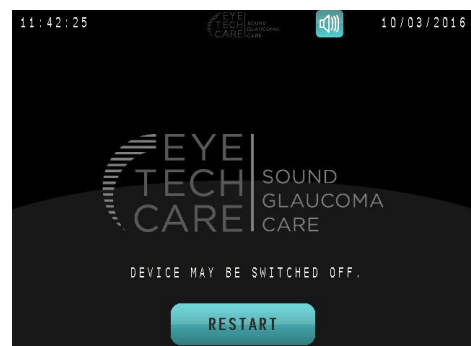 11:42:25
EYE TECH CARE SOUND GLAUCOMA CARE
10/03/2016
EYE
TECH
CARE
SOUND
GLAUCOMA
CARE
DEVICE MAY BE SWITCHED OFF.
RESTART